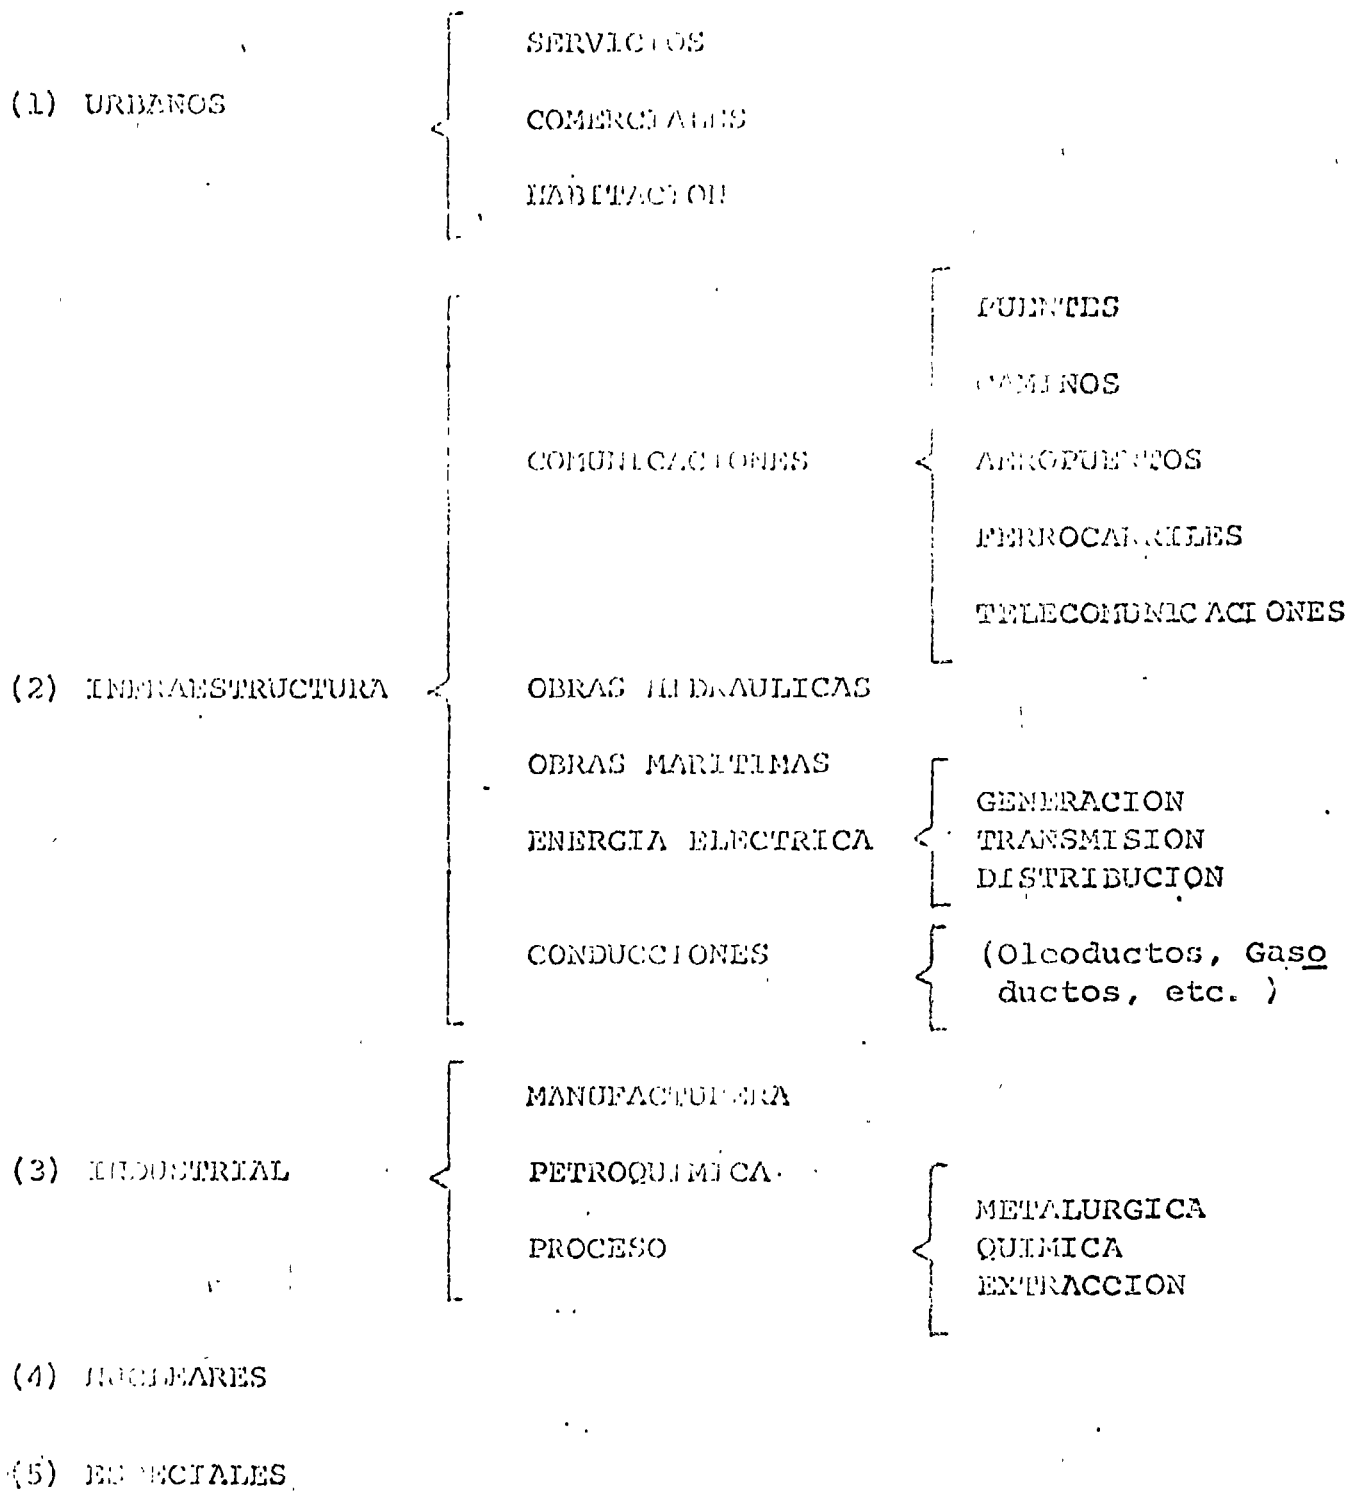 SERVICIOS
(1) URBANOS
COMERCIALES
HABITACION
PUENTES
CAMINOS
COMUNICACIONES
AEROPUERTOS
FERROCARRILES
TELECOMUNICACIONES
(2) INFRAESTRUCTURA
OBRAS HIDRAULICAS
OBRAS MARITIMAS
GENERACION
ENERGIA ELECTRICA
TRANSMISION
DISTRIBUCION
CONDUCCIONES
(Oleoductos, Gaso
ductos, etc. )
MANUFACTURERA
(3) INDUSTRIAL
PETROQUIMICA
METALURGICA
PROCESO
QUIMICA
EXTRACCION
(4) NUCLEARES
(5) ESPECIALES